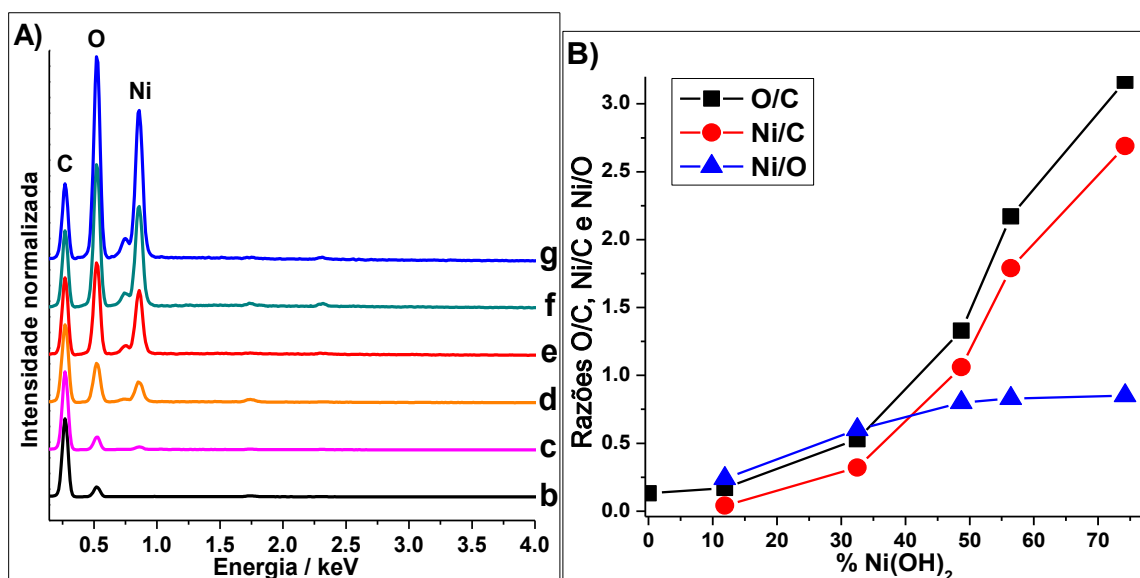 A)
O
Ni
C
g
f
e
d
c
b
Intensidade normalizada
0.5 1.0 1.5 2.0 2.5 3.0 3.5 4.0
Energia / keV
B)
O/C
Ni/C
Ni/O
Razões O/C, Ni/C e Ni/O
3.0
2.5
2.0
1.5
1.0
0.5
0.0
0 10 20 30 40 50 60 70
% Ni(OH)₂